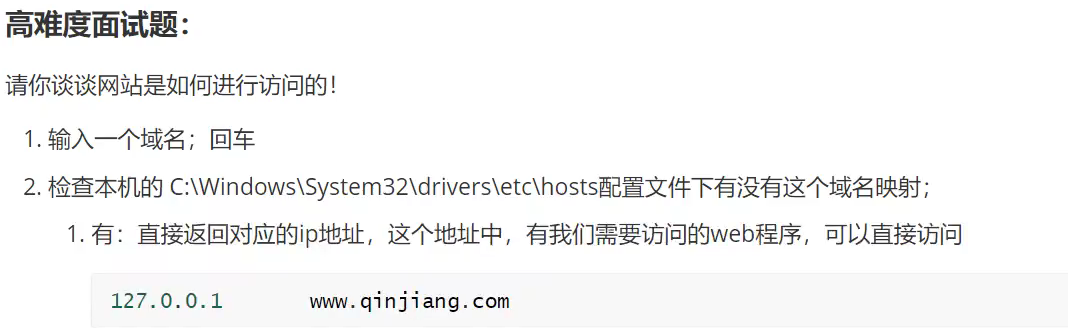 高难度面试题：
请你谈谈网站是如何进行访问的！
1. 输入一个域名；回车
2. 检查本机的 C:\Windows\System32\drivers\etc\hosts配置文件下有没有这个域名映射；
1. 有：直接返回对应的ip地址，这个地址中，有我们需要访问的web程序，可以直接访问
127.0.0.1 www.qinjiang.com